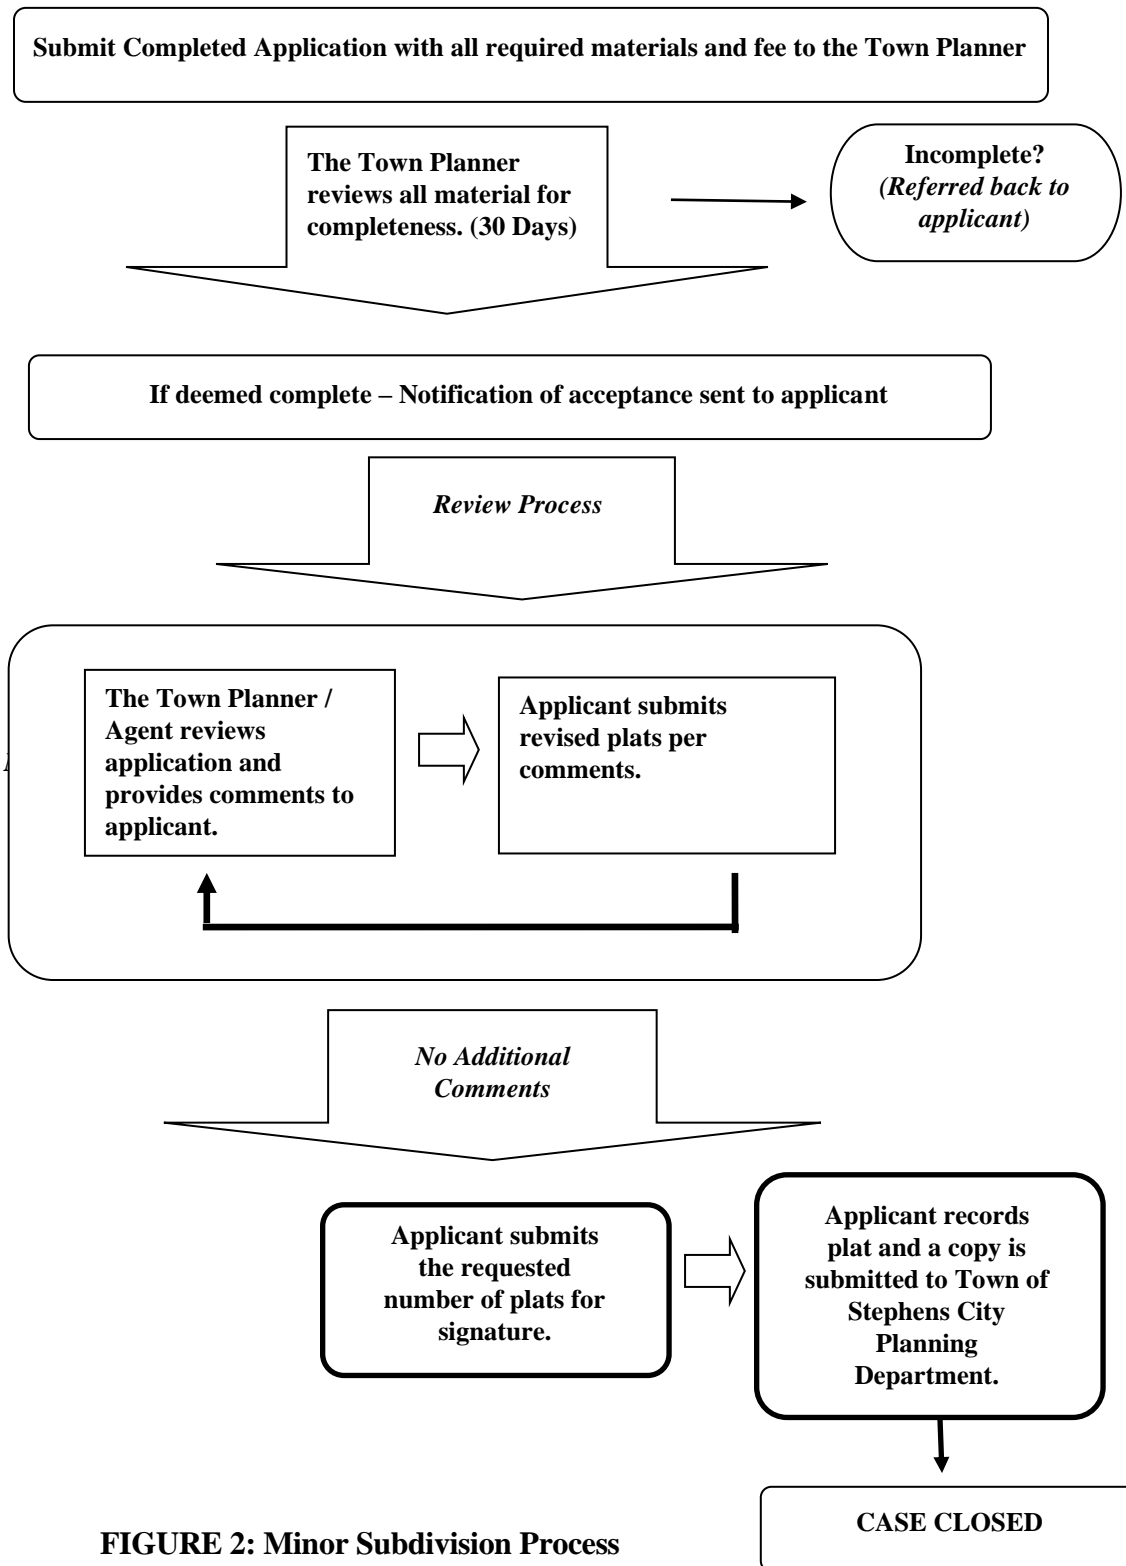 Submit Completed Application with all required materials and fee to the Town Planner
The Town Planner
reviews all material for
completeness. (30 Days)
Incomplete?
(Referred back to
applicant)
If deemed complete – Notification of acceptance sent to applicant
Review Process
The Town Planner /
Agent reviews
application and
provides comments to
applicant.
Applicant submits
revised plats per
comments.
No Additional
Comments
Applicant submits
the requested
number of plats for
signature.
Applicant records
plat and a copy is
submitted to Town of
Stephens City
Planning
Department.
CASE CLOSED
FIGURE 2: Minor Subdivision Process